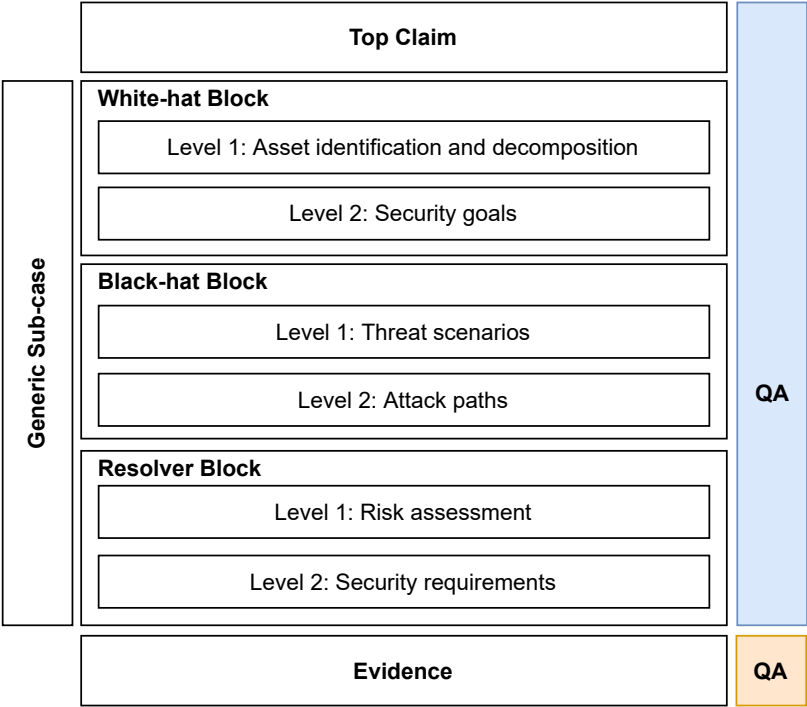 Top Claim
White-hat Block
Level 1: Asset identification and decomposition
Level 2: Security goals
Generic Sub-case
Black-hat Block
Level 1: Threat scenarios
Level 2: Attack paths
QA
Resolver Block
Level 1: Risk assessment
Level 2: Security requirements
Evidence
QA